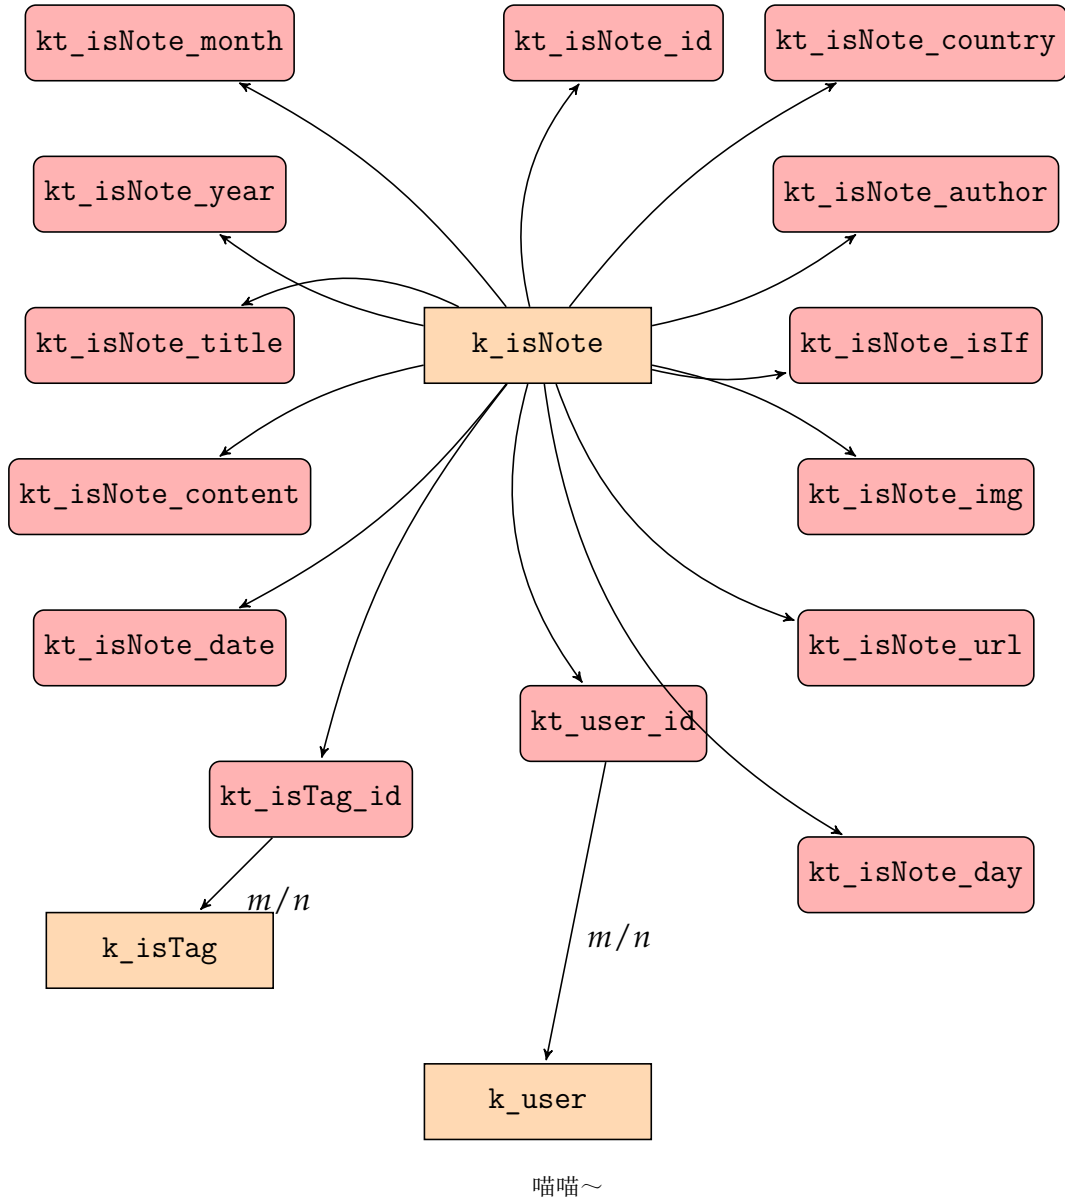 kt_isNote_month
kt_isNote_id
kt_isNote_country
kt_isNote_year
kt_isNote_author
kt_isNote_title
k_isNote
kt_isNote_isIf
kt_isNote_content
kt_isNote_img
kt_isNote_date
kt_isNote_url
kt_user_id
kt_isTag_id
kt_isNote_day
m/n
k_isTag
m/n
k_user
喵喵～